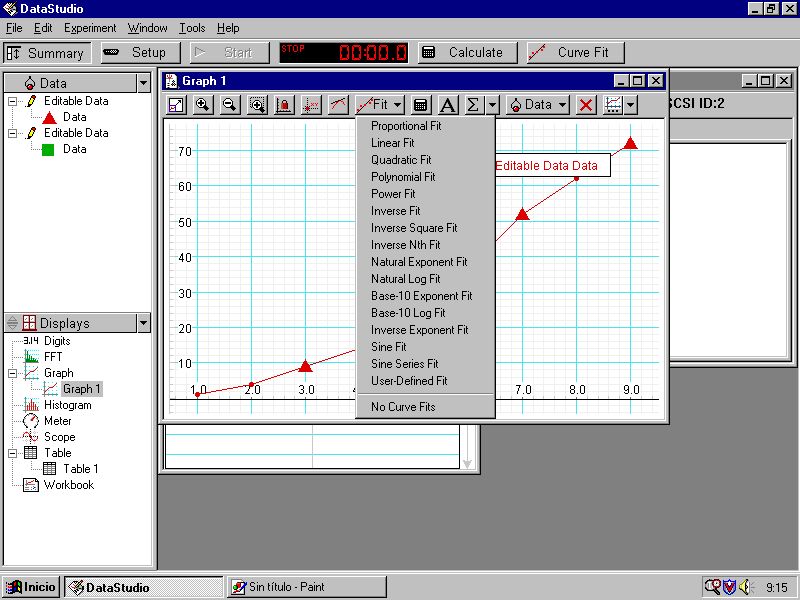 DataStudio
File Edit Experiment Window Tools Help
Summary Setup Start STOP 00:00.0 Calculate Curve Fit
Data
Editable Data
Data
Editable Data
Data
Displays
3.14 Digits
FFT
Graph
Graph 1
Histogram
Meter
Scope
Table
Table 1
Workbook
Graph 1
Fit A Σ Data
SCSI ID:2
Proportional Fit
Linear Fit
Quadratic Fit
Polynomial Fit
Power Fit
Inverse Fit
Inverse Square Fit
Inverse Nth Fit
Natural Exponent Fit
Natural Log Fit
Base-10 Exponent Fit
Base-10 Log Fit
Inverse Exponent Fit
Sine Fit
Sine Series Fit
User-Defined Fit
No Curve Fits
Editable Data Data
70
60
50
40
30
20
10
1.0 2.0 3.0 4 7.0 8.0 9.0
Inicio DataStudio Sin título - Paint 9:15